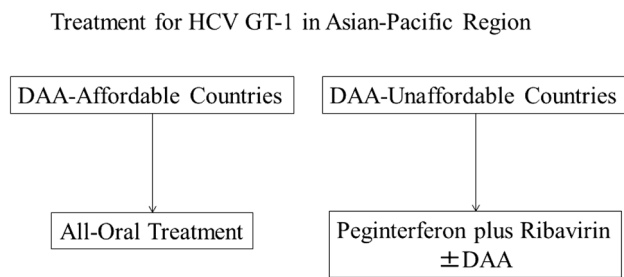 Treatment for HCV GT-1 in Asian-Pacific Region
DAA-Affordable Countries
DAA-Unaffordable Countries
All-Oral Treatment
Peginterferon plus Ribavirin
±DAA